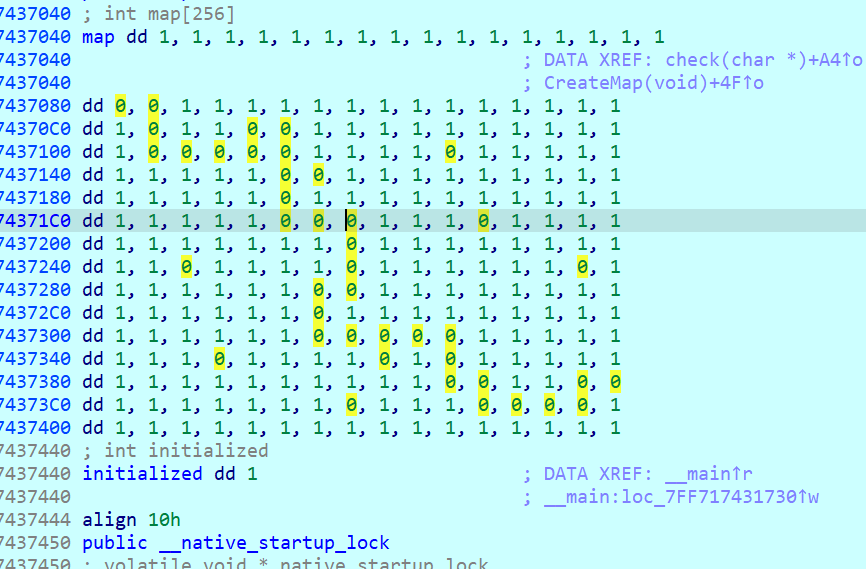 7437040 ; int map[256]
7437040 map dd 1, 1, 1, 1, 1, 1, 1, 1, 1, 1, 1, 1, 1, 1, 1, 1
7437040 ; DATA XREF: check(char *)+A4↑o
7437040 ; CreateMap(void)+4F↑o
7437080 dd 0, 0, 1, 1, 1, 1, 1, 1, 1, 1, 1, 1, 1, 1, 1, 1
74370C0 dd 1, 0, 1, 1, 0, 0, 1, 1, 1, 1, 1, 1, 1, 1, 1, 1
7437100 dd 1, 0, 0, 0, 0, 0, 1, 1, 1, 1, 0, 1, 1, 1, 1, 1
7437140 dd 1, 1, 1, 1, 1, 0, 0, 1, 1, 1, 1, 1, 1, 1, 1, 1
7437180 dd 1, 1, 1, 1, 1, 0, 1, 1, 1, 1, 1, 1, 1, 1, 1, 1
74371C0 dd 1, 1, 1, 1, 1, 0, 0, 0, 1, 1, 1, 0, 1, 1, 1, 1
7437200 dd 1, 1, 1, 1, 1, 1, 1, 0, 1, 1, 1, 1, 1, 1, 1, 1
7437240 dd 1, 1, 0, 1, 1, 1, 1, 0, 1, 1, 1, 1, 1, 1, 0, 1
7437280 dd 1, 1, 1, 1, 1, 1, 0, 0, 1, 1, 1, 1, 1, 1, 1, 1
74372C0 dd 1, 1, 1, 1, 1, 1, 0, 1, 1, 1, 1, 1, 1, 1, 1, 1
7437300 dd 1, 1, 1, 1, 1, 1, 0, 0, 0, 0, 0, 1, 1, 1, 1, 1
7437340 dd 1, 1, 1, 0, 1, 1, 1, 1, 0, 1, 0, 1, 1, 1, 1, 1
7437380 dd 1, 1, 1, 1, 1, 1, 1, 1, 1, 1, 0, 0, 1, 1, 0, 0
74373C0 dd 1, 1, 1, 1, 1, 1, 1, 0, 1, 1, 1, 0, 0, 0, 0, 1
7437400 dd 1, 1, 1, 1, 1, 1, 1, 1, 1, 1, 1, 1, 1, 1, 1, 1
7437440 ; int initialized
7437440 initialized dd 1 ; DATA XREF: __main↑r
7437440 ; __main:loc_7FF717431730↑w
7437444 align 10h
7437450 public __native_startup_lock
7437450 ; volatile void * native startup lock